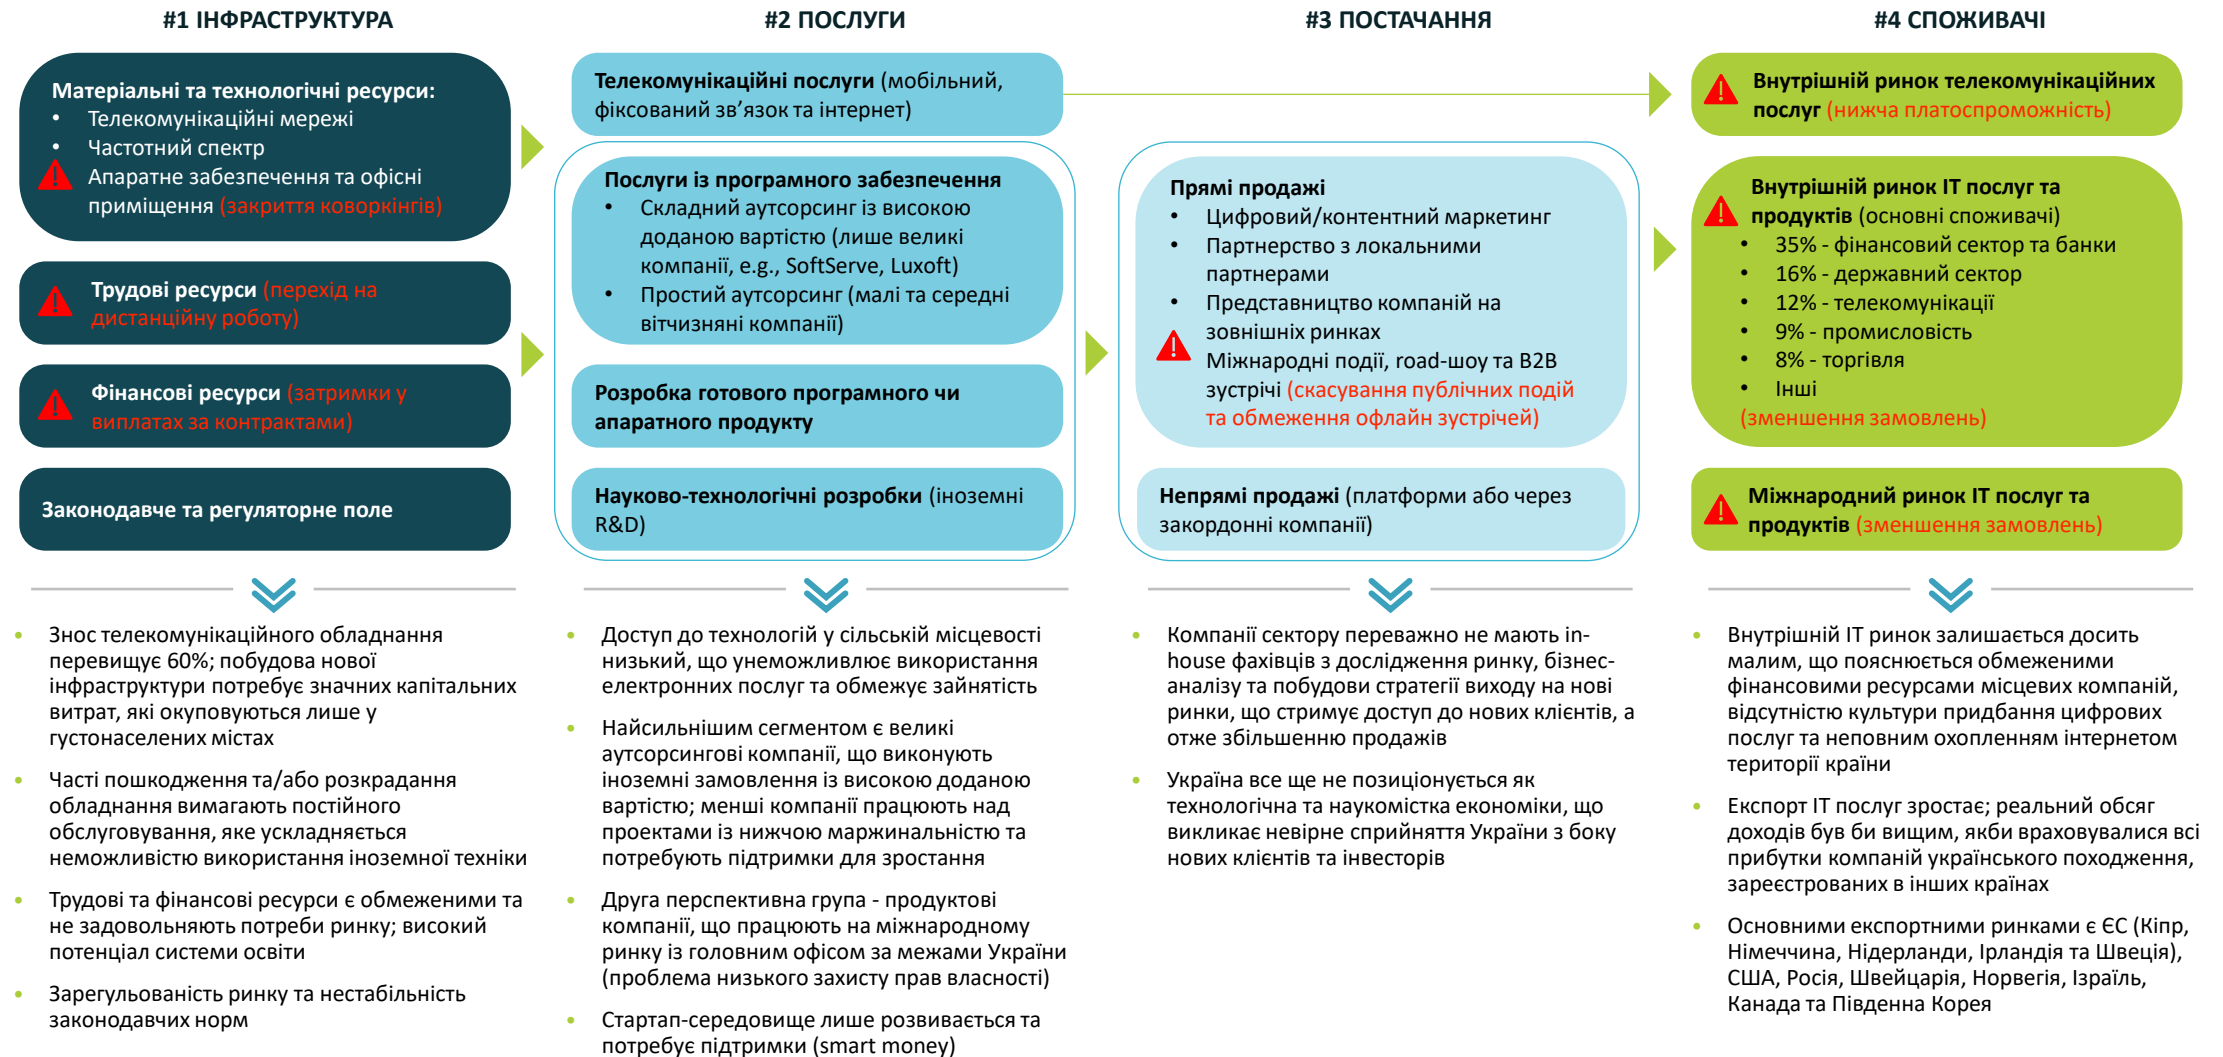 #1 ІНФРАСТРУКТУРА
Матеріальні та технологічні ресурси:
• Телекомунікаційні мережі
• Частотний спектр
• Апаратне забезпечення та офісні
приміщення (закриття коворкінгів)
Трудові ресурси (перехід на
дистанційну роботу)
Фінансові ресурси (затримки у
виплатах за контрактами)
Законодавче та регуляторне поле
• Знос телекомунікаційного обладнання
перевищує 60%; побудова нової
інфраструктури потребує значних капітальних
витрат, які окуповуються лише у
густонаселених містах
• Часті пошкодження та/або розкрадання
обладнання вимагають постійного
обслуговування, яке ускладняється
неможливістю використання іноземної техніки
• Трудові та фінансові ресурси є обмеженими та
не задовольняють потреби ринку; високий
потенціал системи освіти
• Зарегульованість ринку та нестабільність
законодавчих норм
#2 ПОСЛУГИ
Телекомунікаційні послуги (мобільний,
фіксований зв’язок та інтернет)
Послуги із програмного забезпечення
• Складний аутсорсинг із високою
доданою вартістю (лише великі
компанії, e.g., SoftServe, Luxoft)
• Простий аутсорсинг (малі та середні
вітчизняні компанії)
Розробка готового програмного чи
апаратного продукту
Науково-технологічні розробки (іноземні
R&D)
• Доступ до технологій у сільській місцевості
низький, що унеможливлює використання
електронних послуг та обмежує зайнятість
• Найсильнішим сегментом є великі
аутсорсингові компанії, що виконують
іноземні замовлення із високою доданою
вартістю; менші компанії працюють над
проектами із нижчою маржинальністю та
потребують підтримки для зростання
• Друга перспективна група - продуктові
компанії, що працюють на міжнародному
ринку із головним офісом за межами України
(проблема низького захисту прав власності)
• Стартап-середовище лише розвивається та
потребує підтримки (smart money)
#3 ПОСТАЧАННЯ
Прямі продажі
• Цифровий/контентний маркетинг
• Партнерство з локальними
партнерами
• Представництво компаній на
зовнішніх ринках
• Міжнародні події, road-шоу та B2B
зустрічі (скасування публічних подій
та обмеження офлайн зустрічей)
Непрямі продажі (платформи або через
закордонні компанії)
• Компанії сектору переважно не мають in-
house фахівців з дослідження ринку, бізнес-
аналізу та побудови стратегії виходу на нові
ринки, що стримує доступ до нових клієнтів, а
отже збільшенню продажів
• Україна все ще не позиціонується як
технологічна та наукомістка економіки, що
викликає невірне сприйняття України з боку
нових клієнтів та інвесторів
#4 СПОЖИВАЧІ
Внутрішній ринок телекомунікаційних
послуг (нижча платоспроможність)
Внутрішній ринок ІТ послуг та
продуктів (основні споживачі)
• 35% - фінансовий сектор та банки
• 16% - державний сектор
• 12% - телекомунікації
• 9% - промисловість
• 8% - торгівля
• Інші
(зменшення замовлень)
Міжнародний ринок ІТ послуг та
продуктів (зменшення замовлень)
• Внутрішній ІТ ринок залишається досить
малим, що пояснюється обмеженими
фінансовими ресурсами місцевих компаній,
відсутністю культури придбання цифрових
послуг та неповним охопленням інтернетом
території країни
• Експорт ІТ послуг зростає; реальний обсяг
доходів був би вищим, якби враховувалися всі
прибутки компаній українського походження,
зареєстрованих в інших країнах
• Основними експортними ринками є ЄС (Кіпр,
Німеччина, Нідерланди, Ірландія та Швеція),
США, Росія, Швейцарія, Норвегія, Ізраїль,
Канада та Південна Корея